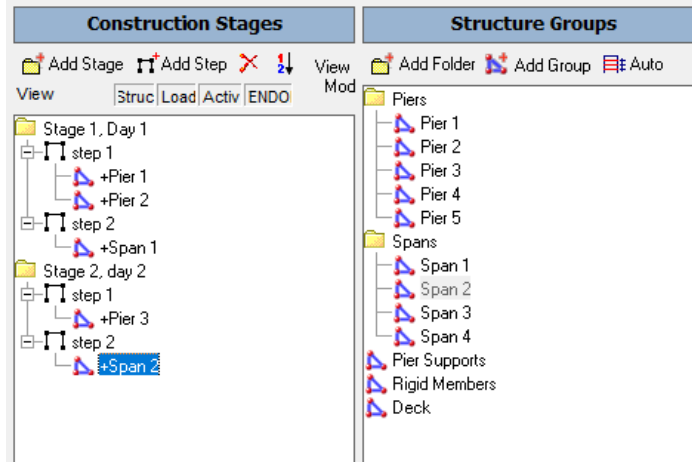 Construction Stages
Add Stage Add Step 1 2 View Mod
View Struc Load Activ ENDO
Stage 1, Day 1
step 1
+Pier 1
+Pier 2
step 2
+Span 1
Stage 2, day 2
step 1
+Pier 3
step 2
+Span 2
Structure Groups
Add Folder Add Group Auto
Piers
Pier 1
Pier 2
Pier 3
Pier 4
Pier 5
Spans
Span 1
Span 2
Span 3
Span 4
Pier Supports
Rigid Members
Deck